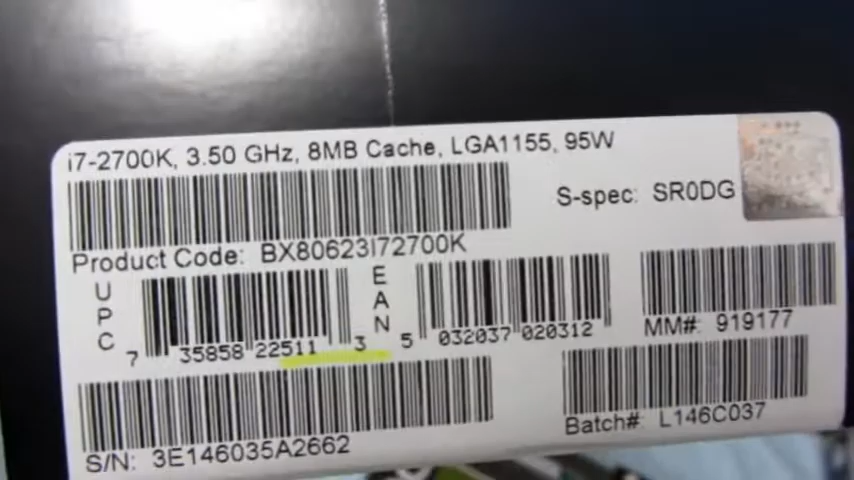 i7-2700K, 3.50 GHz, 8MB Cache, LGA1155, 95W
S-spec: SR0DG
Product Code: BX80623I72700K
UPC
7 35858 22511 3
EAN
5 032037 020312
MM#: 919177
S/N: 3E146035A2662
Batch#: L146C037